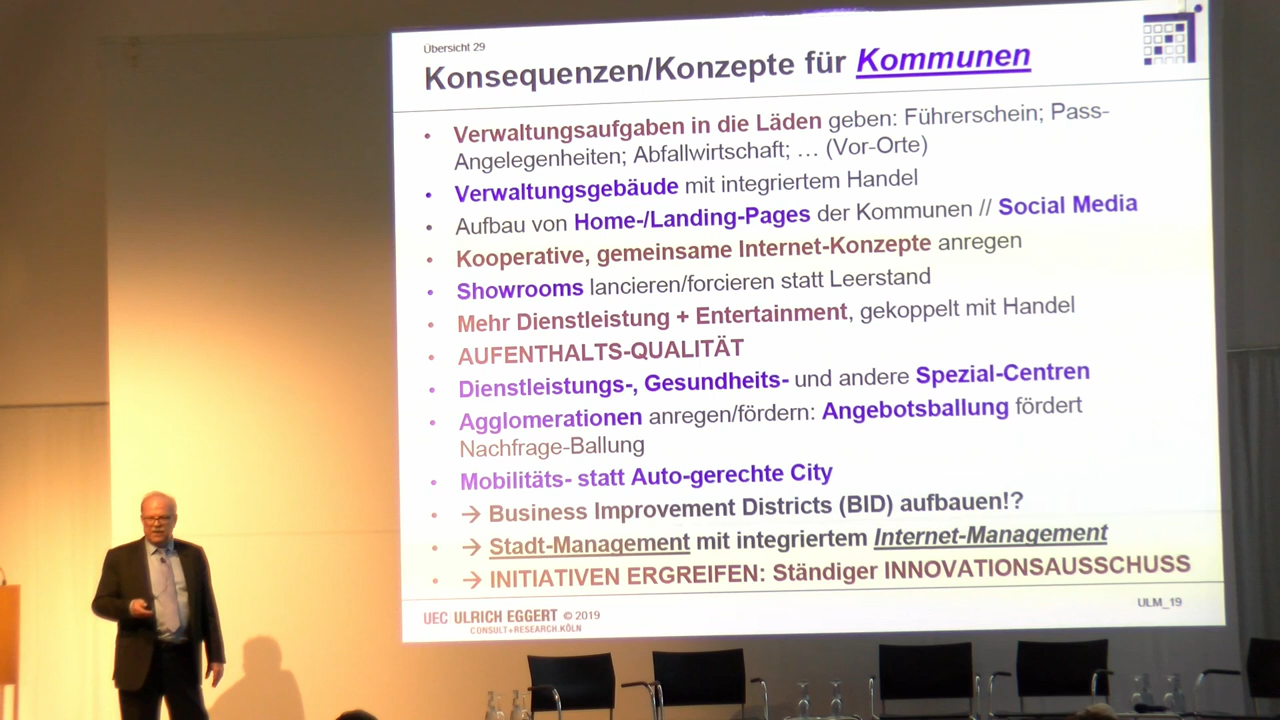 Übersicht 29
Konsequenzen/Konzepte für Kommunen
• Verwaltungsaufgaben in die Läden geben: Führerschein; Pass-
Angelegenheiten; Abfallwirtschaft; … (Vor-Orte)
• Verwaltungsgebäude mit integriertem Handel
• Aufbau von Home-/Landing-Pages der Kommunen // Social Media
• Kooperative, gemeinsame Internet-Konzepte anregen
• Showrooms lancieren/forcieren statt Leerstand
• Mehr Dienstleistung + Entertainment, gekoppelt mit Handel
• AUFENTHALTS-QUALITÄT
• Dienstleistungs-, Gesundheits- und andere Spezial-Centren
• Agglomerationen anregen/fördern: Angebotsballung fördert
Nachfrage-Ballung
• Mobilitäts- statt Auto-gerechte City
• → Business Improvement Districts (BID) aufbauen!?
• → Stadt-Management mit integriertem Internet-Management
• → INITIATIVEN ERGREIFEN: Ständiger INNOVATIONSAUSSCHUSS
UEC ULRICH EGGERT © 2019
CONSULT+RESEARCH.KÖLN
ULM_19